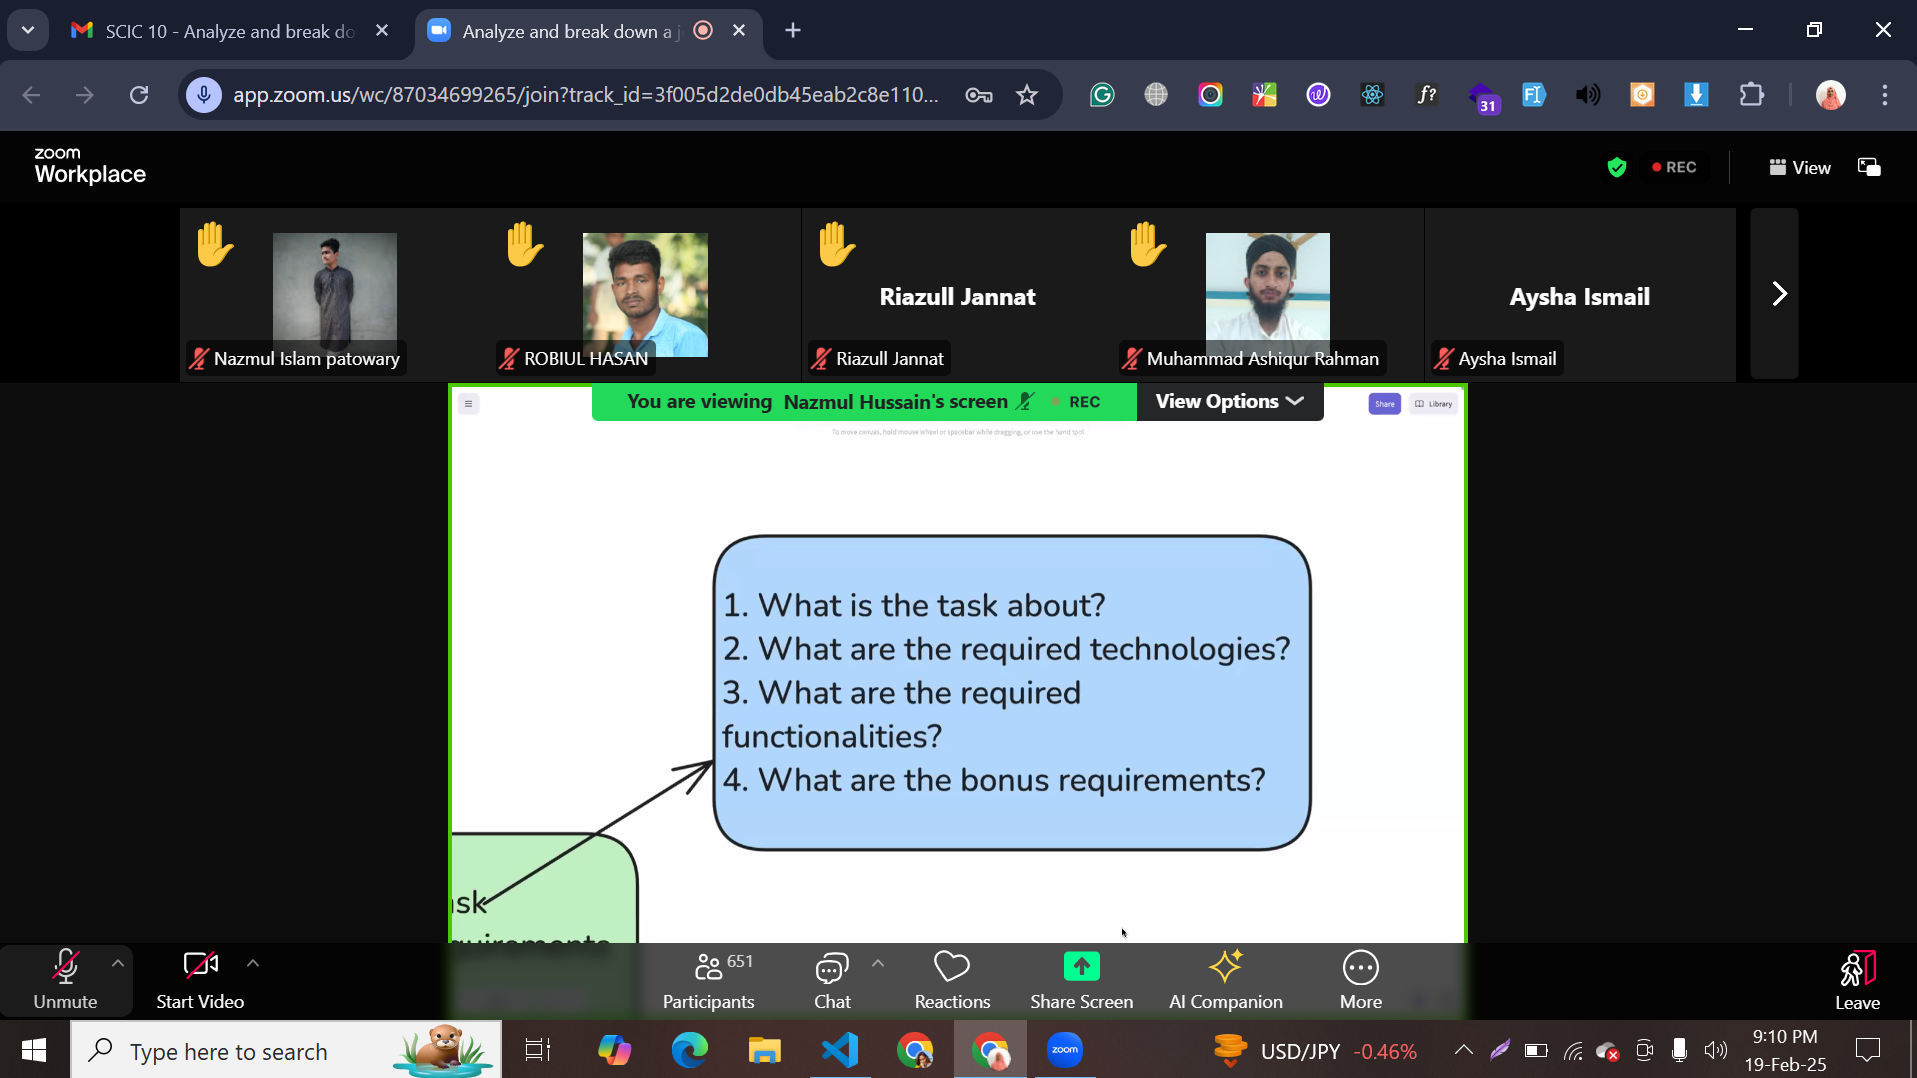 SCIC 10 - Analyze and break do
Analyze and break down a j
app.zoom.us/wc/87034699265/join?track_id=3f005d2de0db45eab2c8e110...
31
zoom
Workplace
REC
View
Riazull Jannat
Aysha Ismail
Nazmul Islam patowary
ROBIUL HASAN
Riazull Jannat
Muhammad Ashiqur Rahman
Aysha Ismail
You are viewing Nazmul Hussain's screen
REC
View Options
Share
Library
To move canvas, hold mouse wheel or spacebar while dragging, or use the hand tool
1. What is the task about?
2. What are the required technologies?
3. What are the required
functionalities?
4. What are the bonus requirements?
ask
quirements
Unmute
Start Video
651
Participants
Chat
Reactions
Share Screen
AI Companion
More
Leave
Type here to search
zoom
USD/JPY -0.46%
9:10 PM
19-Feb-25